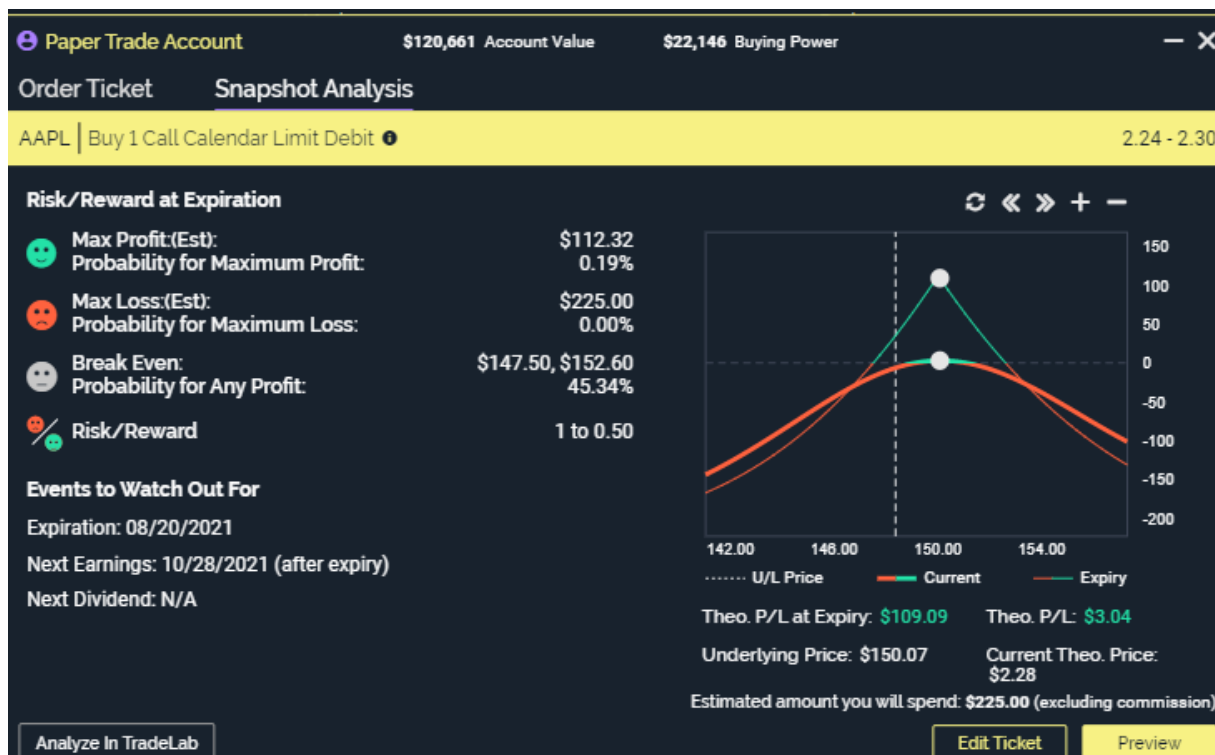 Paper Trade Account $120,661 Account Value $22,146 Buying Power
Order Ticket Snapshot Analysis
AAPL | Buy 1 Call Calendar Limit Debit 2.24 - 2.30
Risk/Reward at Expiration
Max Profit:(Est): $112.32
Probability for Maximum Profit: 0.19%
Max Loss:(Est): $225.00
Probability for Maximum Loss: 0.00%
Break Even: $147.50, $152.60
Probability for Any Profit: 45.34%
Risk/Reward 1 to 0.50
Events to Watch Out For
Expiration: 08/20/2021
Next Earnings: 10/28/2021 (after expiry)
Next Dividend: N/A
150
100
50
0
-50
-100
-150
-200
142.00 146.00 150.00 154.00
U/L Price Current Expiry
Theo. P/L at Expiry: $109.09 Theo. P/L: $3.04
Underlying Price: $150.07 Current Theo. Price:
$2.28
Estimated amount you will spend: $225.00 (excluding commission)
Analyze In TradeLab Edit Ticket Preview